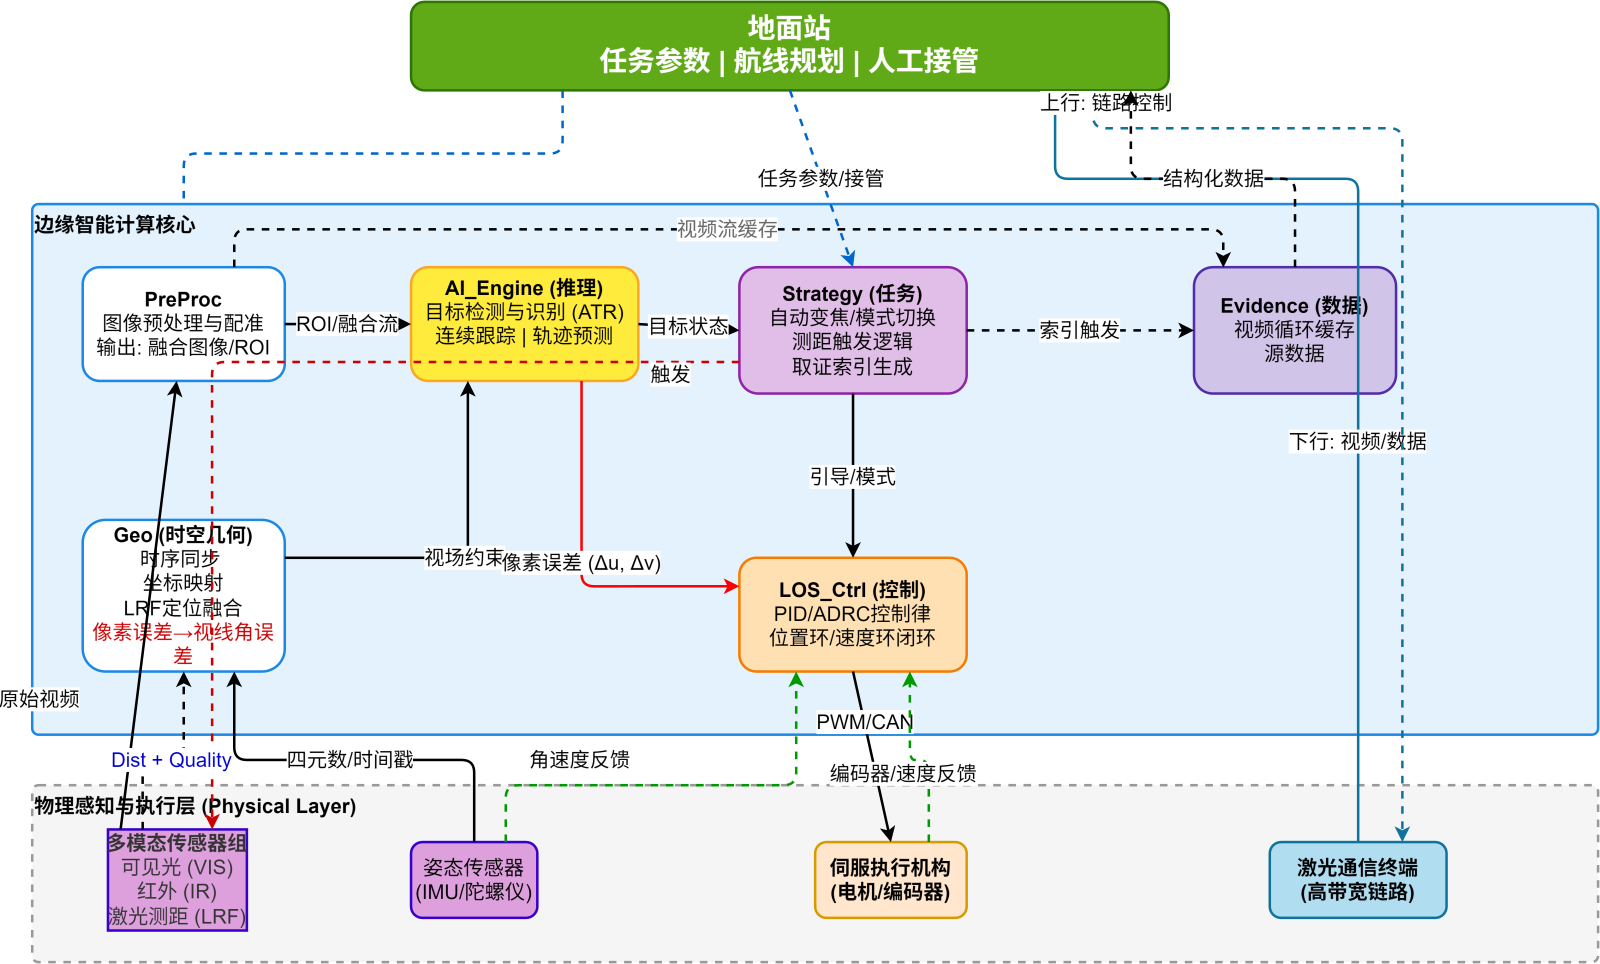 地面站
任务参数 | 航线规划 | 人工接管
上行: 链路控制
任务参数/接管
结构化数据
边缘智能计算核心
视频流缓存
PreProc
图像预处理与配准
输出: 融合图像/ROI
ROI/融合流
AI_Engine (推理)
目标检测与识别 (ATR)
连续跟踪 | 轨迹预测
目标状态
触发
Strategy (任务)
自动变焦/模式切换
测距触发逻辑
取证索引生成
索引触发
Evidence (数据)
视频循环缓存
源数据
下行: 视频/数据
引导/模式
Geo (时空几何)
时序同步
坐标映射
LRF定位融合
像素误差→视线角误
差
视场约束
像素误差 (Δu, Δv)
LOS_Ctrl (控制)
PID/ADRC控制律
位置环/速度环闭环
原始视频
PWM/CAN
Dist + Quality
四元数/时间戳
角速度反馈
编码器/速度反馈
物理感知与执行层 (Physical Layer)
多模态传感器组
可见光 (VIS)
红外 (IR)
激光测距 (LRF)
姿态传感器
(IMU/陀螺仪)
伺服执行机构
(电机/编码器)
激光通信终端
(高带宽链路)